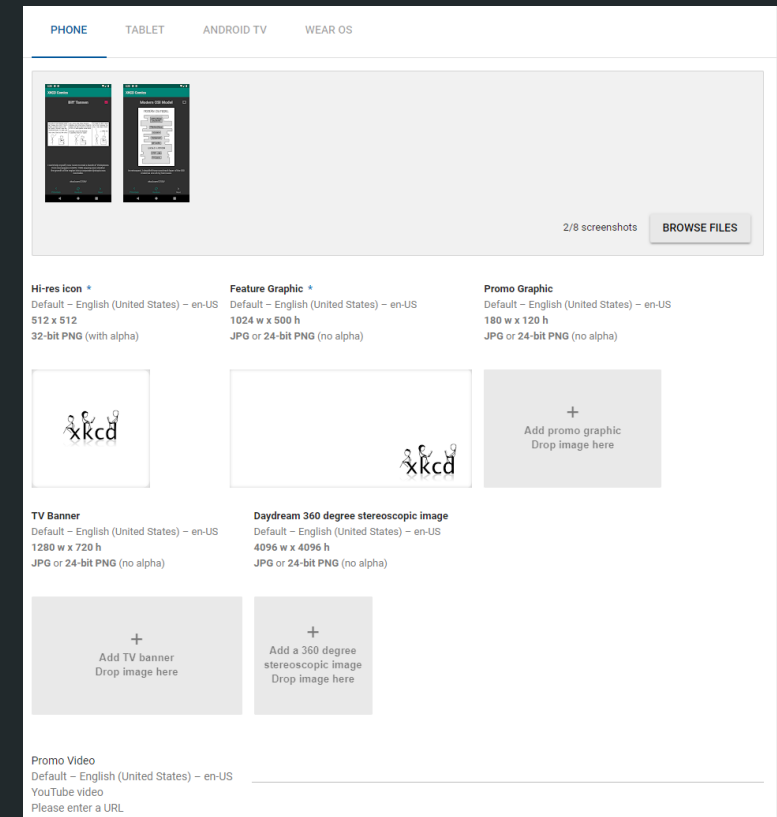 PHONE TABLET ANDROID TV WEAR OS
XKCD Comics
XKCD Comics
Modern OSI Model
2/8 screenshots BROWSE FILES
Hi-res icon *
Default – English (United States) – en-US
512 x 512
32-bit PNG (with alpha)
Feature Graphic *
Default – English (United States) – en-US
1024 w x 500 h
JPG or 24-bit PNG (no alpha)
Promo Graphic
Default – English (United States) – en-US
180 w x 120 h
JPG or 24-bit PNG (no alpha)
xkcd
xkcd
+
Add promo graphic
Drop image here
TV Banner
Default – English (United States) – en-US
1280 w x 720 h
JPG or 24-bit PNG (no alpha)
Daydream 360 degree stereoscopic image
Default – English (United States) – en-US
4096 w x 4096 h
JPG or 24-bit PNG (no alpha)
+
Add TV banner
Drop image here
+
Add a 360 degree
stereoscopic image
Drop image here
Promo Video
Default – English (United States) – en-US
YouTube video
Please enter a URL